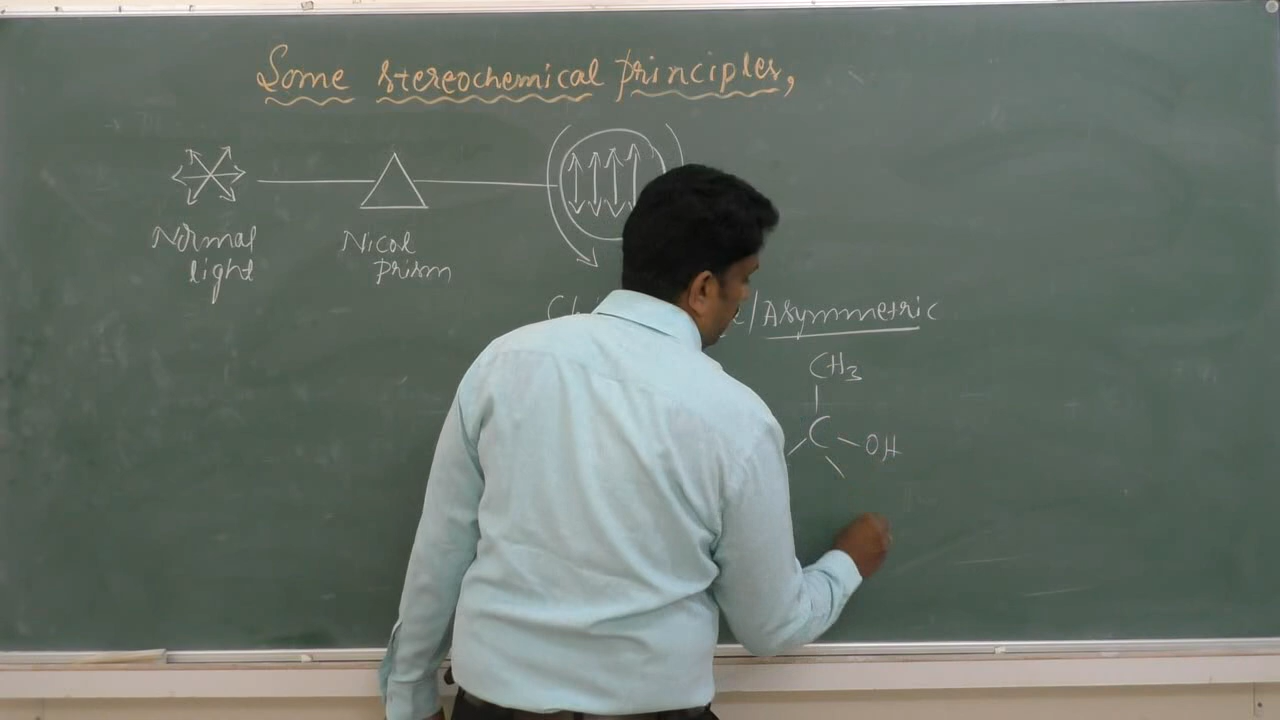 Some stereochemical principles,
Normal
light
Nicol
prism
/Asymmetric
CH3
C
OH